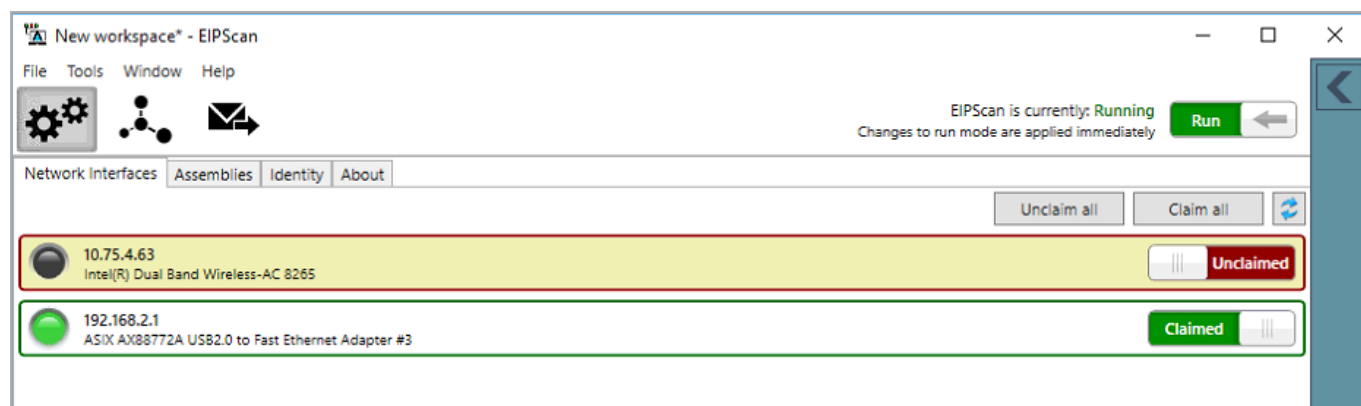 New workspace* - EIPScan
File Tools Window Help
EIPScan is currently: Running
Changes to run mode are applied immediately
Run
Network Interfaces Assemblies Identity About
Unclaim all Claim all
10.75.4.63
Intel(R) Dual Band Wireless-AC 8265
Unclaimed
192.168.2.1
ASIX AX88772A USB2.0 to Fast Ethernet Adapter #3
Claimed